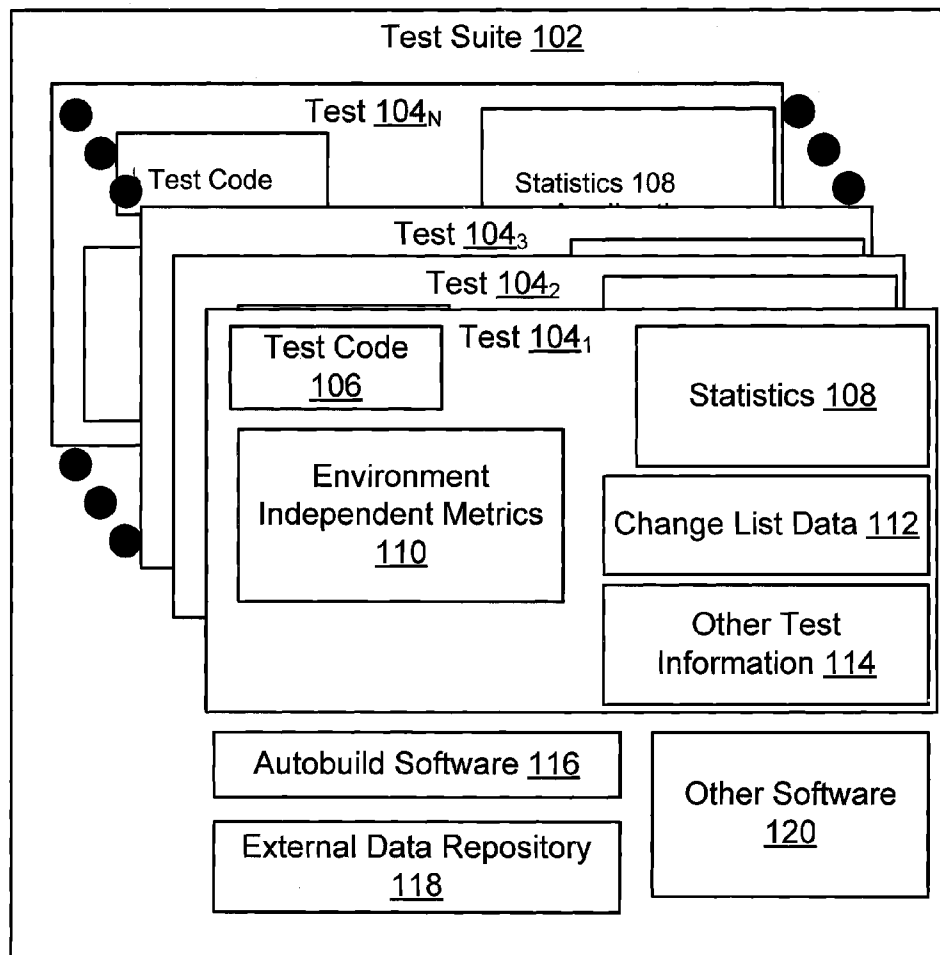 Test Suite 102
Test 104N
Test Code
Statistics 108
Test 1043
Test 1042
Test 1041
Test Code
106
Statistics 108
Environment
Independent Metrics
110
Change List Data 112
Other Test
Information 114
Autobuild Software 116
Other Software
120
External Data Repository
118